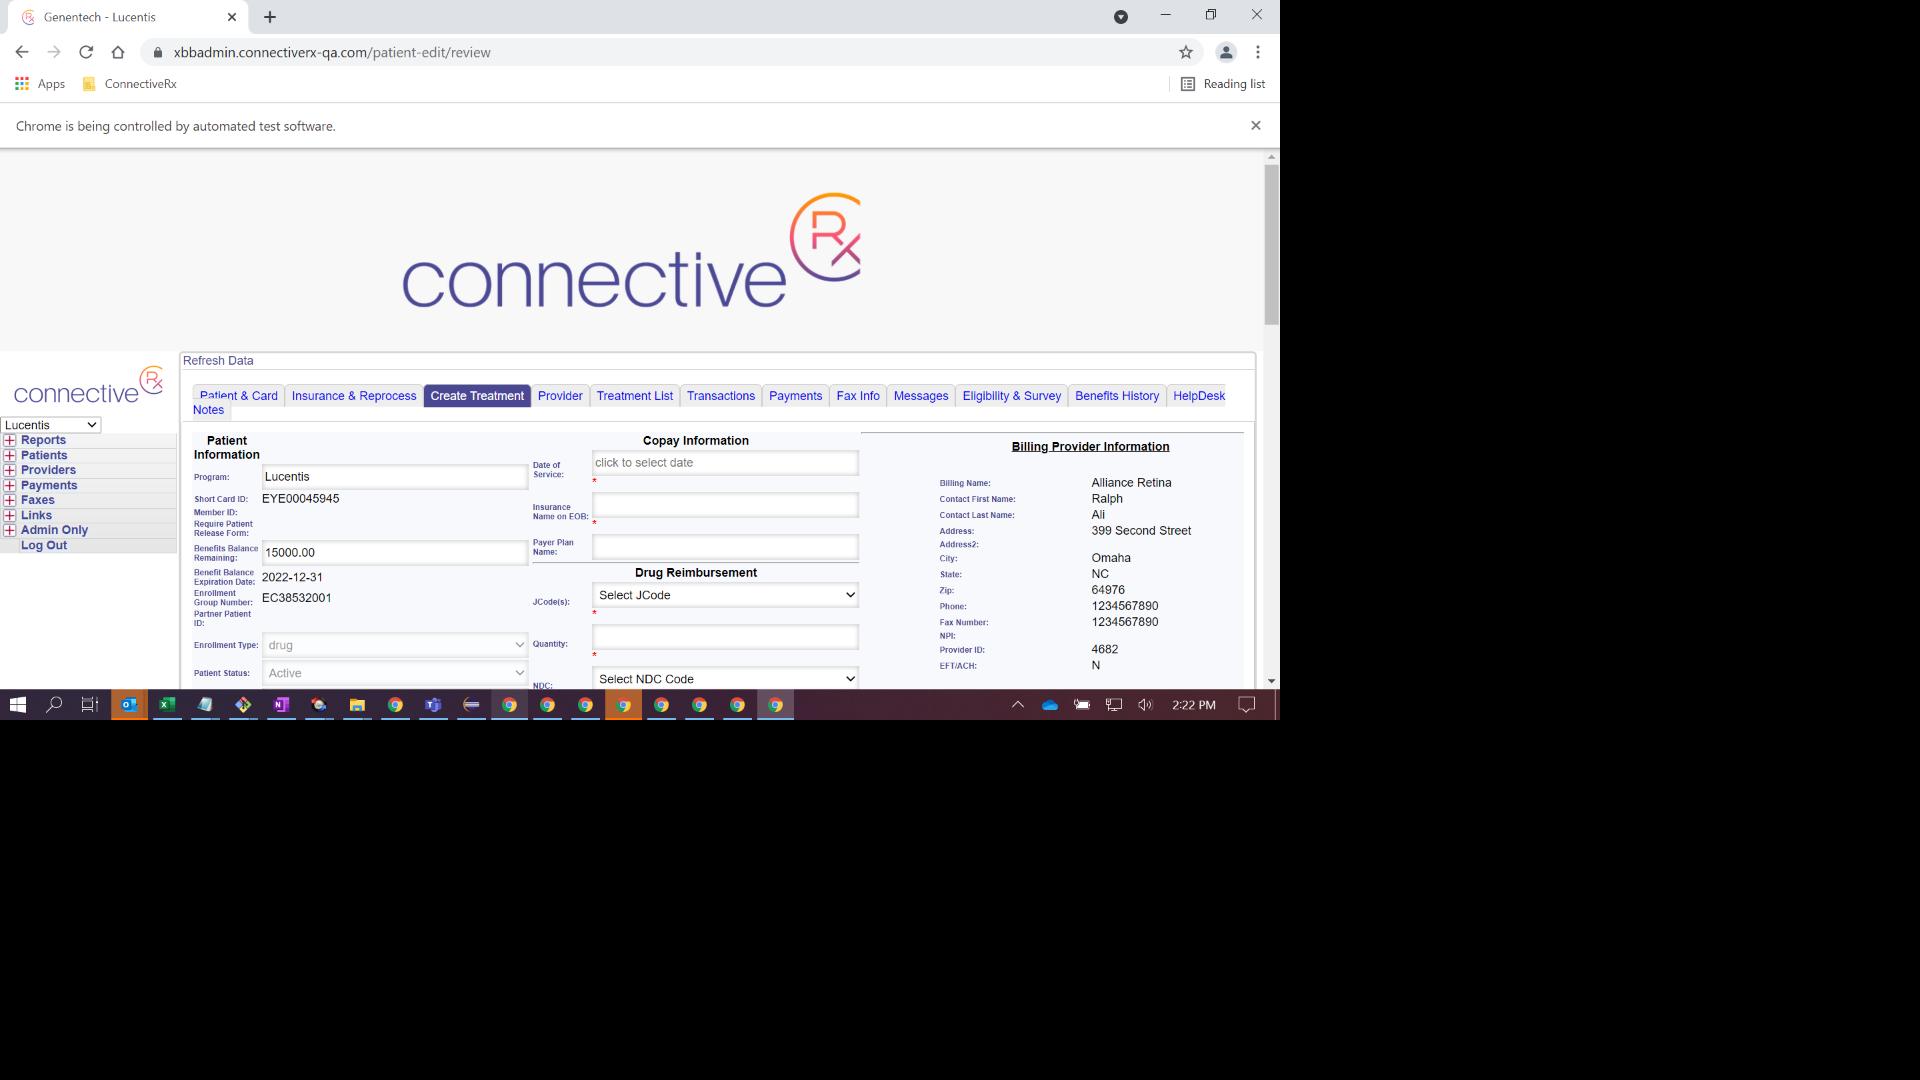 Genentech - Lucentis
xbbadmin.connectiverx-qa.com/patient-edit/review
Apps
ConnectiveRx
Reading list
Chrome is being controlled by automated test software.
connective Rx
connective Rx
Lucentis
Reports
Patients
Providers
Payments
Faxes
Links
Admin Only
Log Out
Refresh Data
Patient & Card
Insurance & Reprocess
Create Treatment
Provider
Treatment List
Transactions
Payments
Fax Info
Messages
Eligibility & Survey
Benefits History
HelpDesk
Notes
Patient
Information
Program: Lucentis
Short Card ID: EYE00045945
Member ID:
Require Patient
Release Form:
Benefits Balance
Remaining: 15000.00
Benefit Balance
Expiration Date: 2022-12-31
Enrollment
Group Number: EC38532001
Partner Patient
ID:
Enrollment Type: drug
Patient Status: Active
Copay Information
Date of
Service: click to select date
*
Insurance
Name on EOB:
*
Payer Plan
Name:
Drug Reimbursement
JCode(s): Select JCode
*
Quantity:
*
NDC: Select NDC Code
Billing Provider Information
Billing Name: Alliance Retina
Contact First Name: Ralph
Contact Last Name: Ali
Address: 399 Second Street
Address2:
City: Omaha
State: NC
Zip: 64976
Phone: 1234567890
Fax Number: 1234567890
NPI:
Provider ID: 4682
EFT/ACH: N
2:22 PM